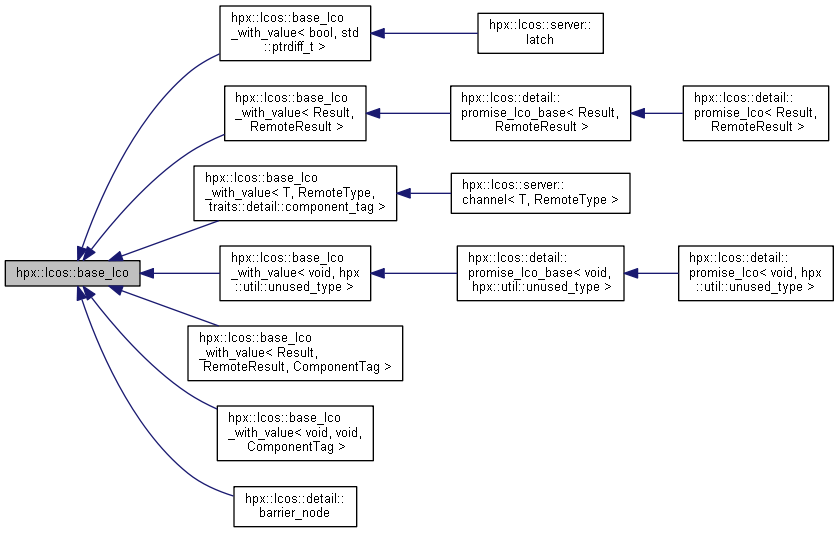 hpx::lcos::base_lco
_with_value< bool, std
::ptrdiff_t >
hpx::lcos::server::
latch
hpx::lcos::base_lco
_with_value< Result,
RemoteResult >
hpx::lcos::detail::
promise_lco_base< Result,
RemoteResult >
hpx::lcos::detail::
promise_lco< Result,
RemoteResult >
hpx::lcos::base_lco
_with_value< T, RemoteType,
traits::detail::component_tag >
hpx::lcos::server::
channel< T, RemoteType >
hpx::lcos::base_lco
hpx::lcos::base_lco
_with_value< void, hpx
::util::unused_type >
hpx::lcos::detail::
promise_lco_base< void,
hpx::util::unused_type >
hpx::lcos::detail::
promise_lco< void, hpx
::util::unused_type >
hpx::lcos::base_lco
_with_value< Result,
RemoteResult, ComponentTag >
hpx::lcos::base_lco
_with_value< void, void,
ComponentTag >
hpx::lcos::detail::
barrier_node